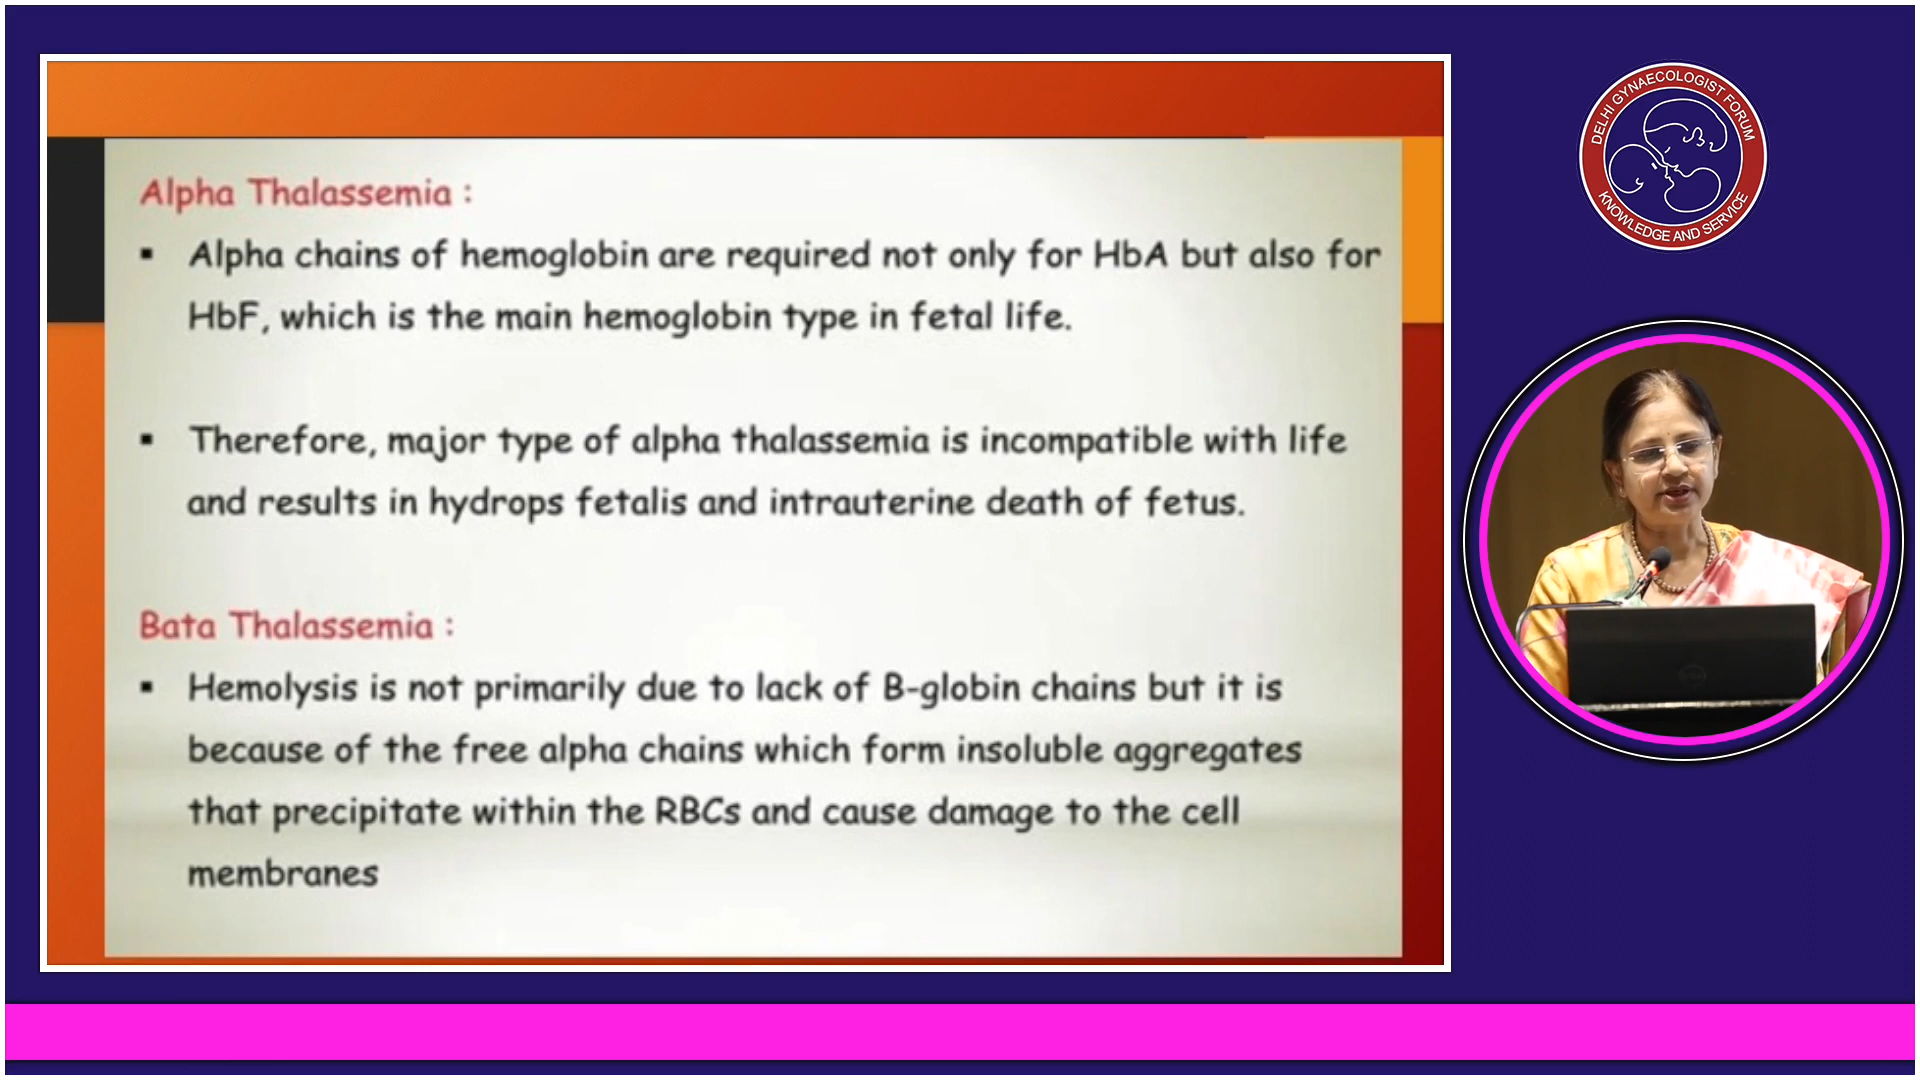 Alpha Thalassemia :
▪ Alpha chains of hemoglobin are required not only for HbA but also for
HbF, which is the main hemoglobin type in fetal life.
▪ Therefore, major type of alpha thalassemia is incompatible with life
and results in hydrops fetalis and intrauterine death of fetus.
Bata Thalassemia :
▪ Hemolysis is not primarily due to lack of B-globin chains but it is
because of the free alpha chains which form insoluble aggregates
that precipitate within the RBCs and cause damage to the cell
membranes
DELHI GYNAECOLOGIST FORUM
KNOWLEDGE AND SERVICE